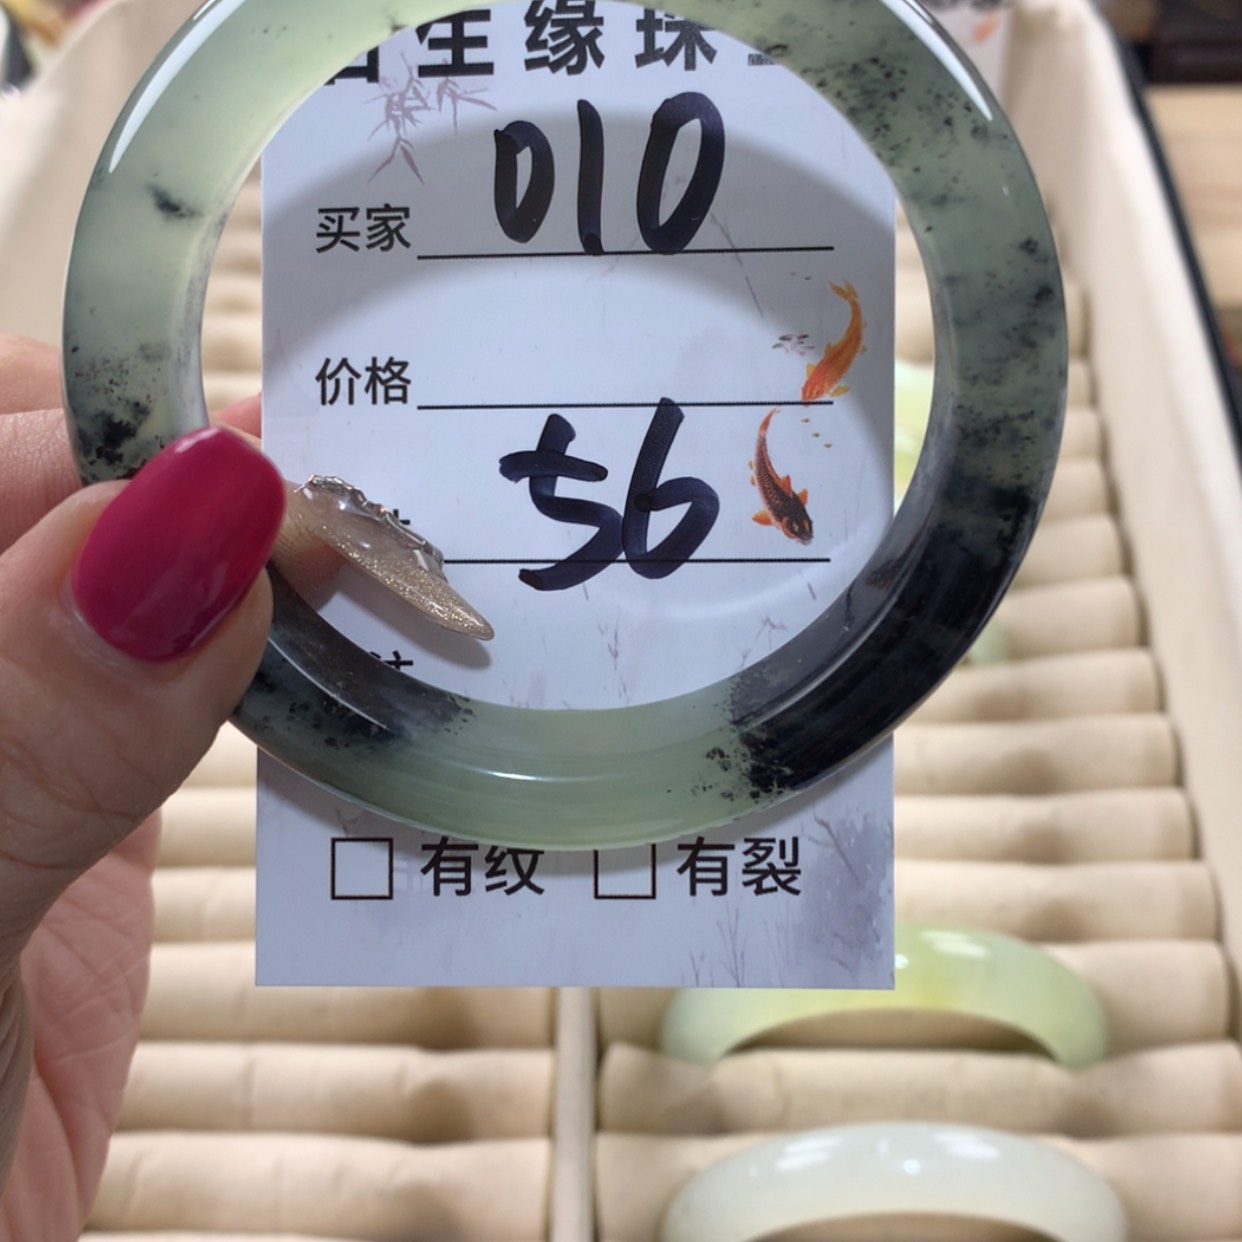 生缘珠
买家 010
价格
56
有纹 有裂